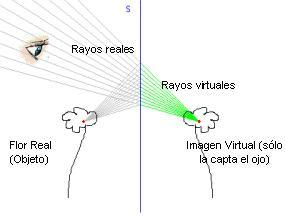 S
Rayos reales
Rayos virtuales
Flor Real
(Objeto)
Imagen Virtual (sólo
la capta el ojo)